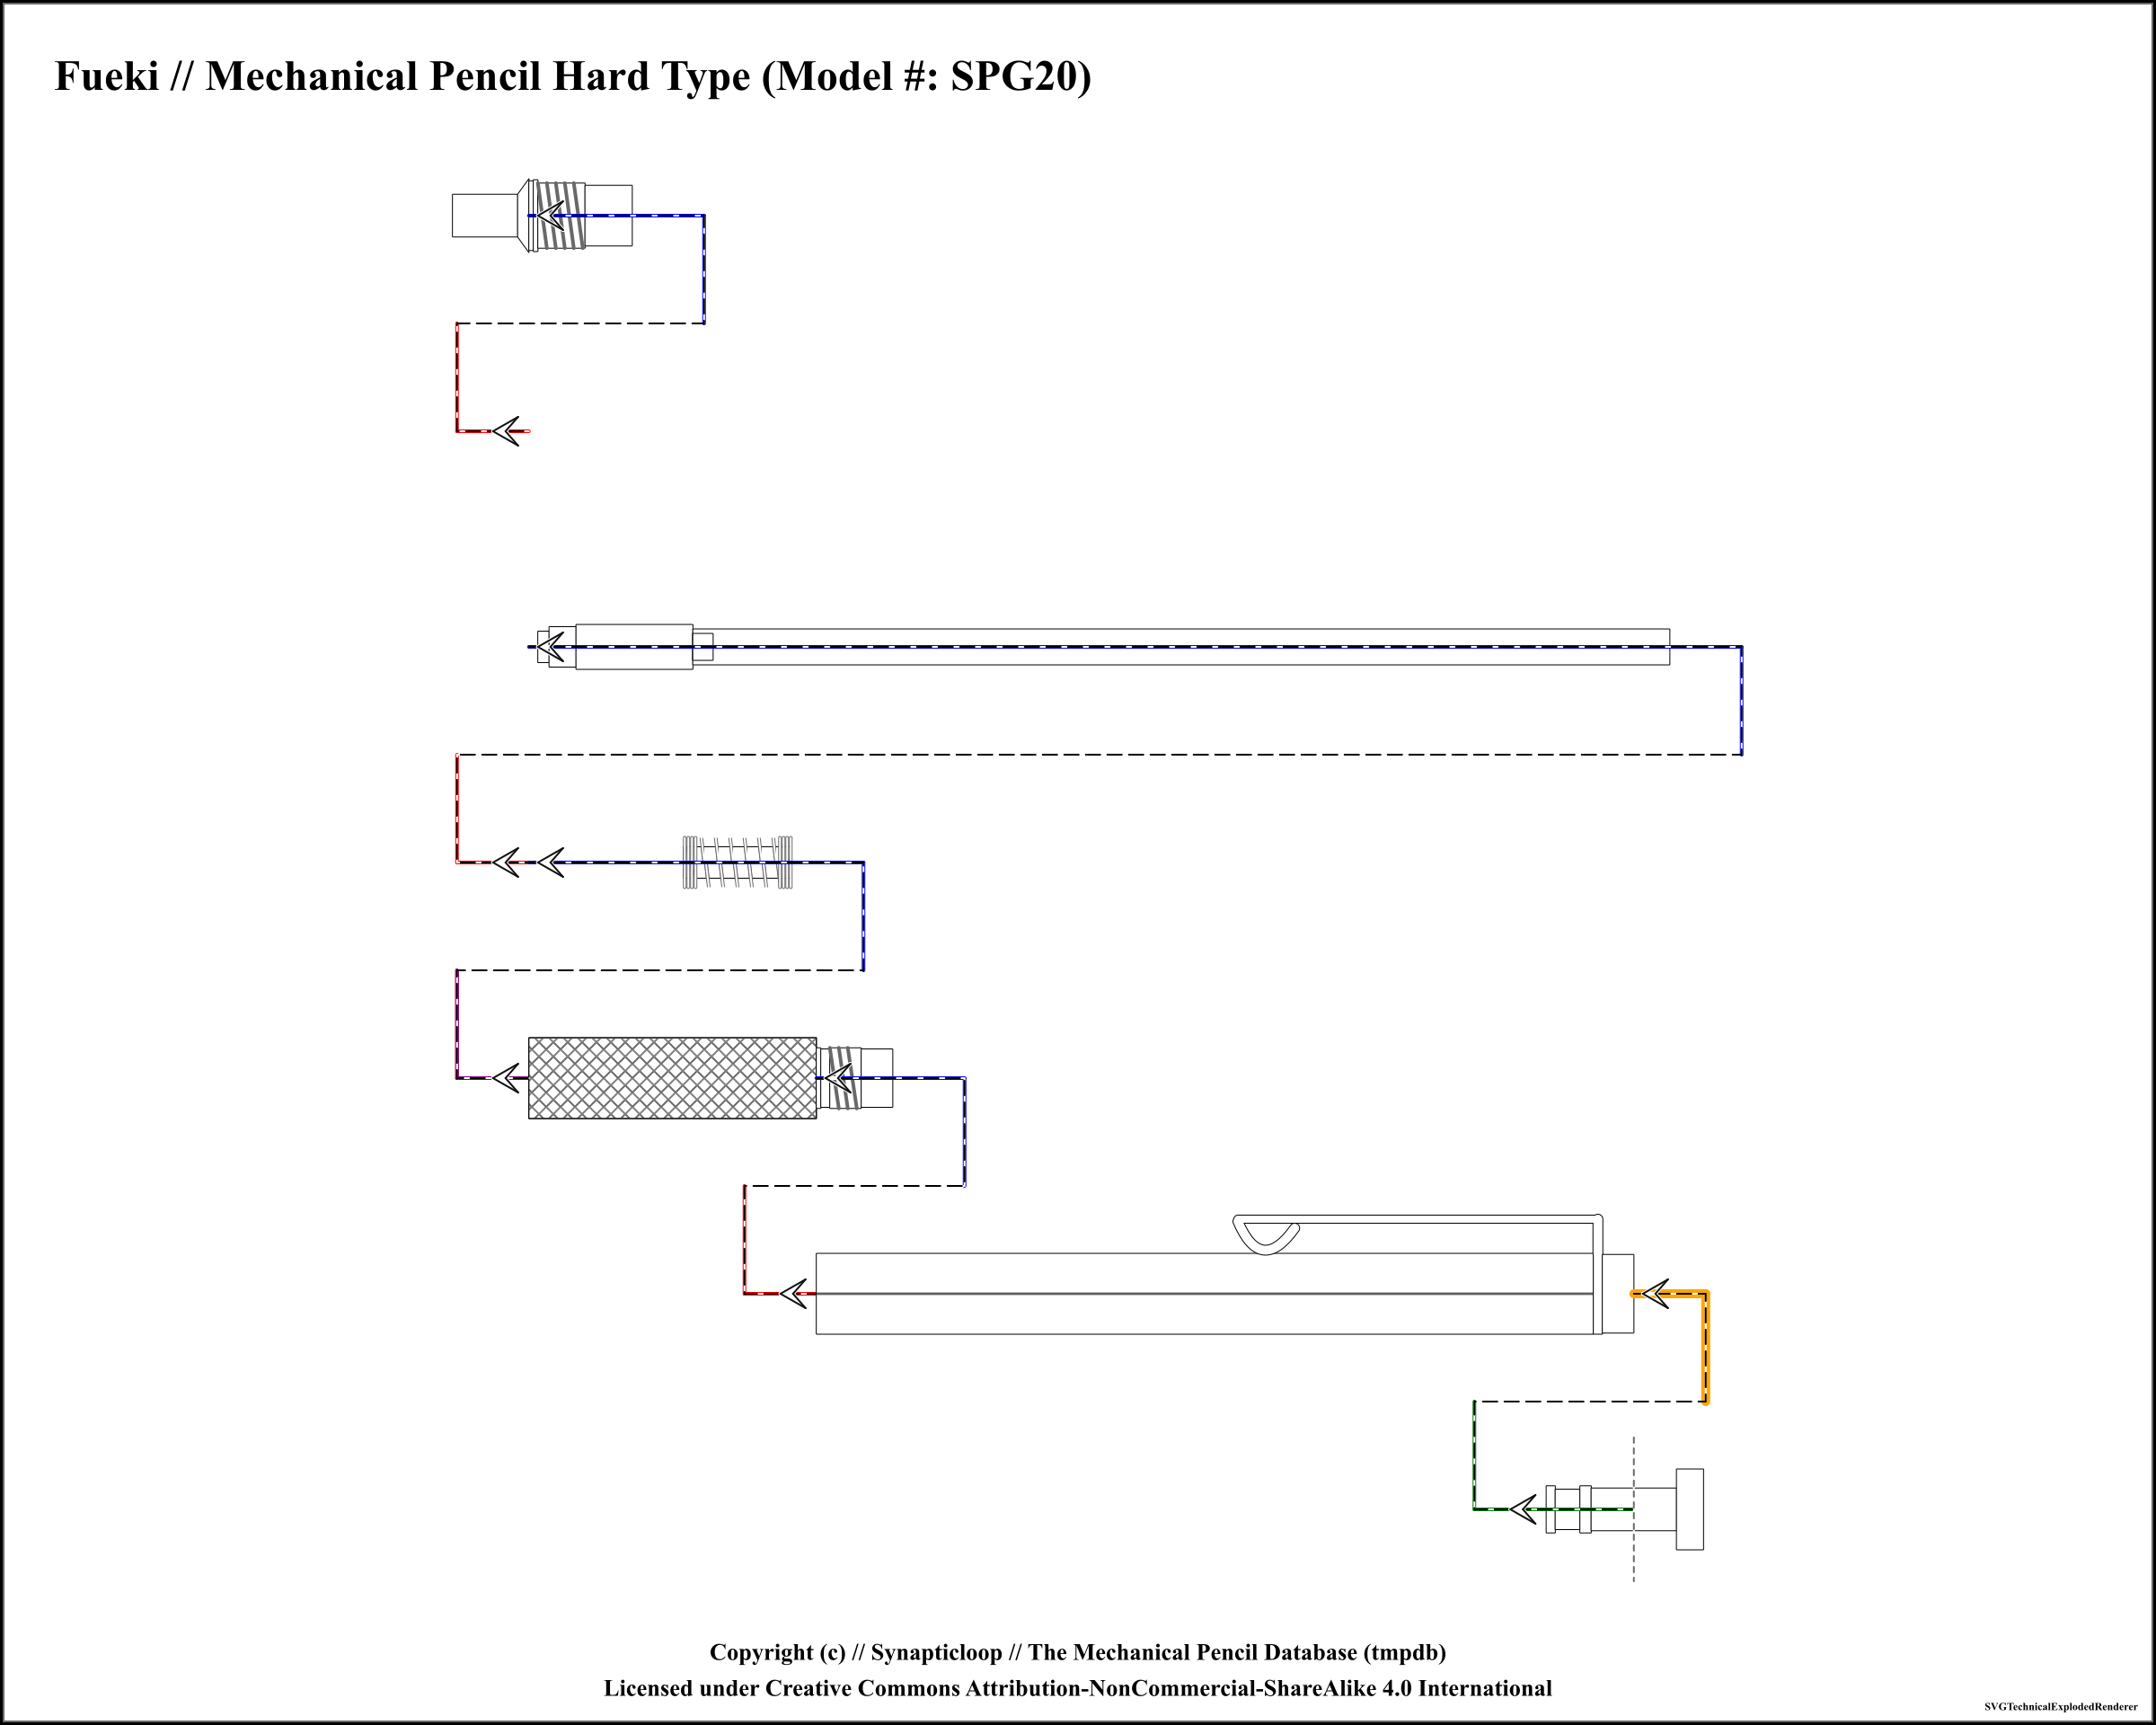 Fueki // Mechanical Pencil Hard Type (Model #: SPG20)
Copyright (c) // Synapticloop // The Mechanical Pencil Database (tmpdb)
Licensed under Creative Commons Attribution-NonCommercial-ShareAlike 4.0 International
SVGTechnicalExplodedRenderer